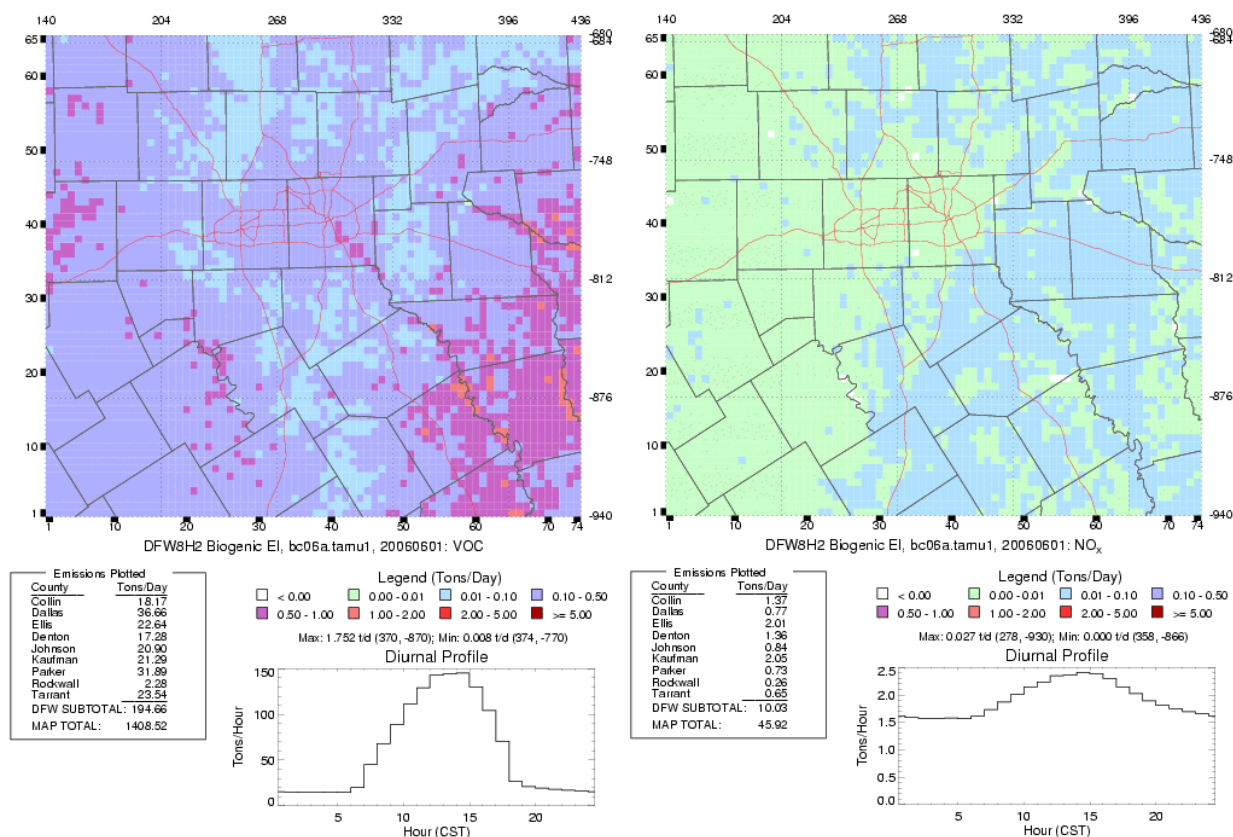 140 204 268 332 396 436
65 -680
-684
60
50 -748
40
-812
30
20
-876
10
1 -940
1 10 20 30 40 50 60 70 74
DFW8H2 Biogenic EI, bc06a.tamu1, 20060601: VOC
Emissions Plotted
County Tons/Day
Collin 18.17
Dallas 36.66
Ellis 22.64
Denton 17.28
Johnson 20.90
Kaufman 21.29
Parker 31.89
Rockwall 2.28
Tarrant 23.54
DFW SUBTOTAL: 194.66
MAP TOTAL: 1408.52
Legend (Tons/Day)
< 0.00 0.00 - 0.01 0.01 - 0.10 0.10 - 0.50
0.50 - 1.00 1.00 - 2.00 2.00 - 5.00 >= 5.00
Max: 1.752 t/d (370, -870); Min: 0.008 t/d (374, -770)
Diurnal Profile
Tons/Hour
150
100
50
0
5 10 15 20
Hour (CST)
140 204 268 332 396 436
65 -680
-684
60
50 -748
40
-812
30
20
-876
10
1 -940
1 10 20 30 40 50 60 70 74
DFW8H2 Biogenic EI, bc06a.tamu1, 20060601: NOx
Emissions Plotted
County Tons/Day
Collin 1.37
Dallas 0.77
Ellis 2.01
Denton 1.36
Johnson 0.84
Kaufman 2.05
Parker 0.73
Rockwall 0.26
Tarrant 0.65
DFW SUBTOTAL: 10.03
MAP TOTAL: 45.92
Legend (Tons/Day)
< 0.00 0.00 - 0.01 0.01 - 0.10 0.10 - 0.50
0.50 - 1.00 1.00 - 2.00 2.00 - 5.00 >= 5.00
Max: 0.027 t/d (278, -930); Min: 0.000 t/d (358, -866)
Diurnal Profile
Tons/Hour
2.5
2.0
1.5
1.0
0.5
0.0
5 10 15 20
Hour (CST)